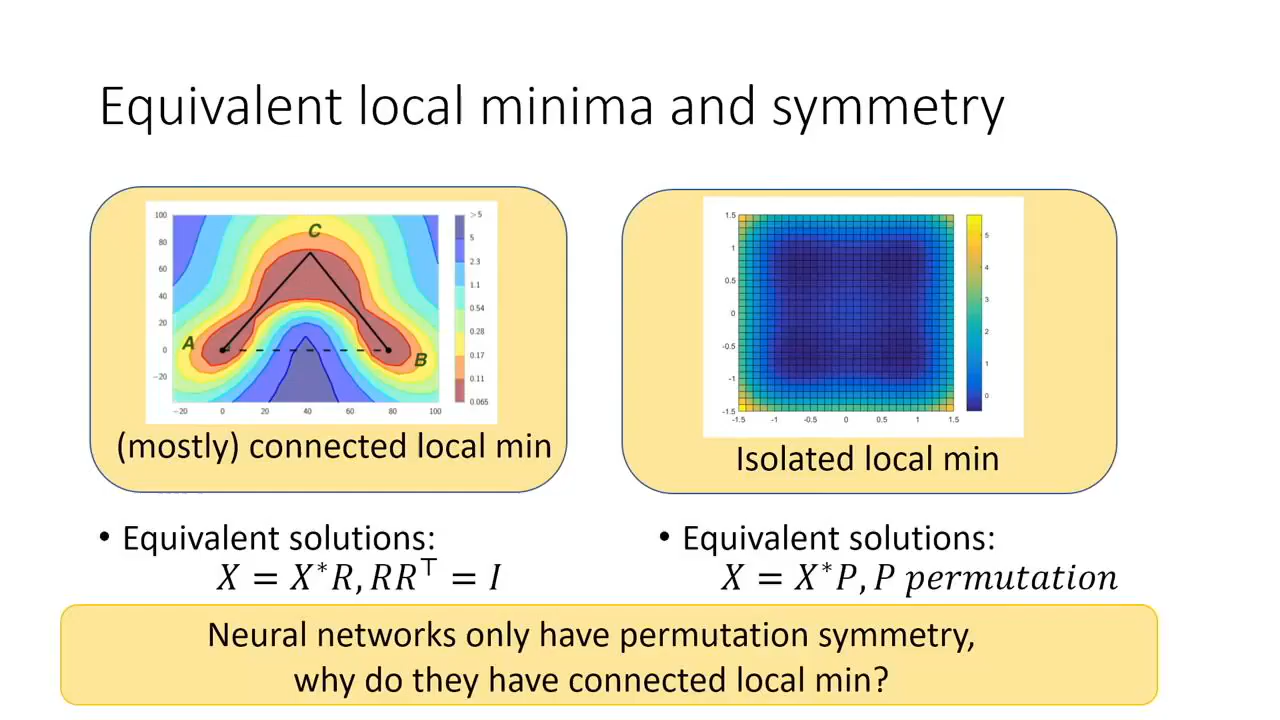 Equivalent local minima and symmetry
100
80
60
40
20
0
−20
−20 0 20 40 60 80 100
A
B
C
>5
5
2.3
1.1
0.54
0.28
0.17
0.11
0.065
(mostly) connected local min
1.5
1
0.5
0
-0.5
-1
-1.5
-1.5 -1 -0.5 0 0.5 1 1.5
5
4
3
2
1
0
Isolated local min
• Equivalent solutions:
X = X*R, RR⊤ = I
• Equivalent solutions:
X = X*P, P permutation
Neural networks only have permutation symmetry,
why do they have connected local min?